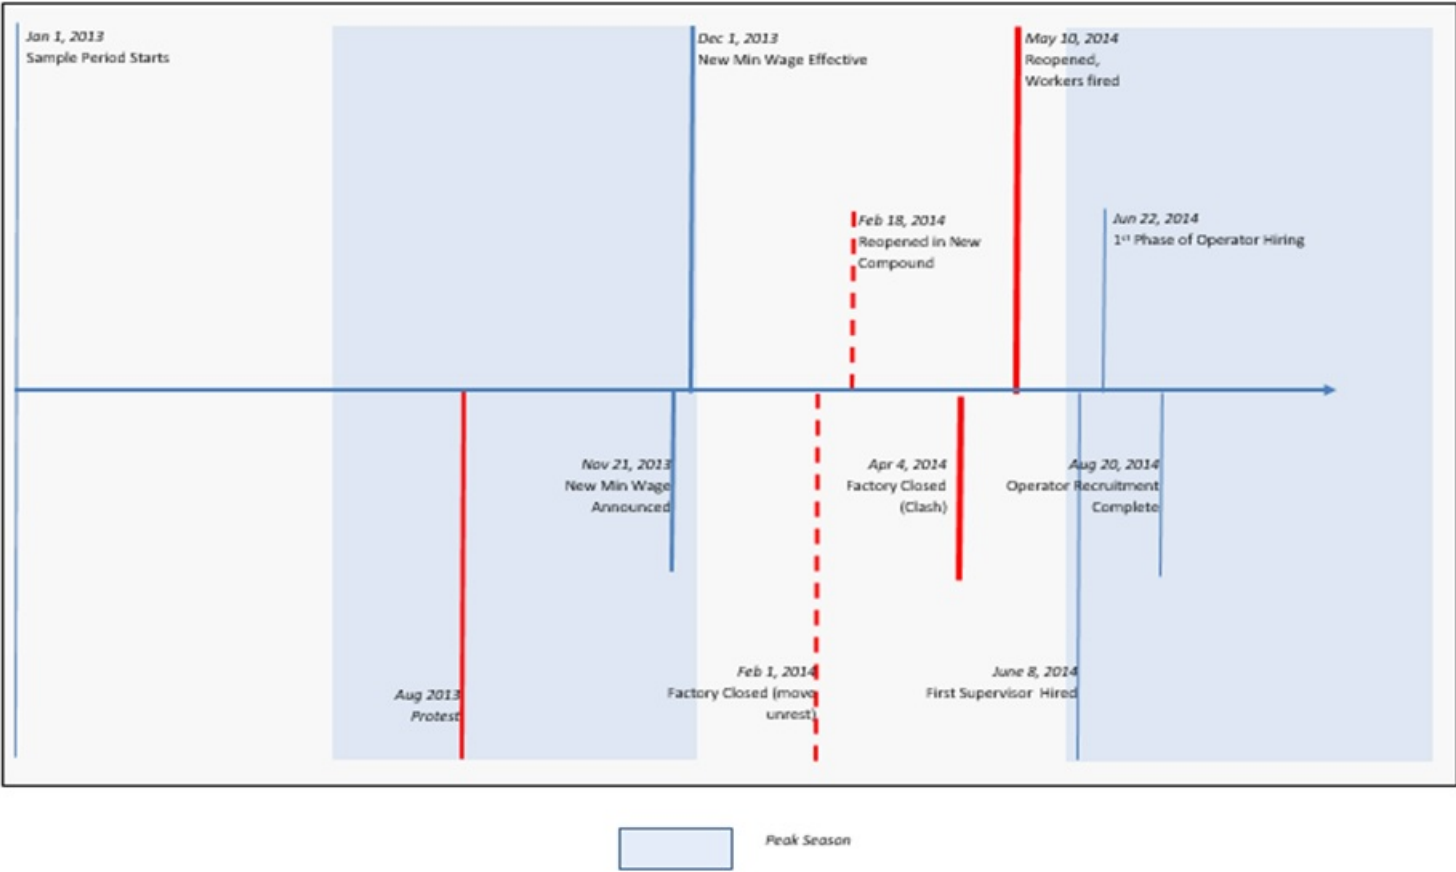 Jan 1, 2013
Sample Period Starts
Dec 1, 2013
New Min Wage Effective
May 10, 2014
Reopened,
Workers fired
Feb 18, 2014
Reopened in New
Compound
Jun 22, 2014
1st Phase of Operator Hiring
Nov 21, 2013
New Min Wage
Announced
Apr 4, 2014
Factory Closed
(Clash)
Aug 20, 2014
Operator Recruitment
Complete
Aug 2013
Protest
Feb 1, 2014
Factory Closed (move
unrest)
June 8, 2014
First Supervisor Hired
Peak Season